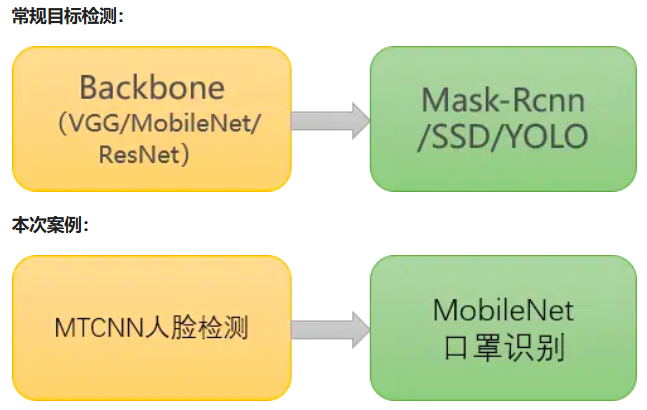 常规目标检测：
Backbone
（VGG/MobileNet/
ResNet）
Mask-Rcnn
/SSD/YOLO
本次案例：
MTCNN人脸检测
MobileNet
口罩识别